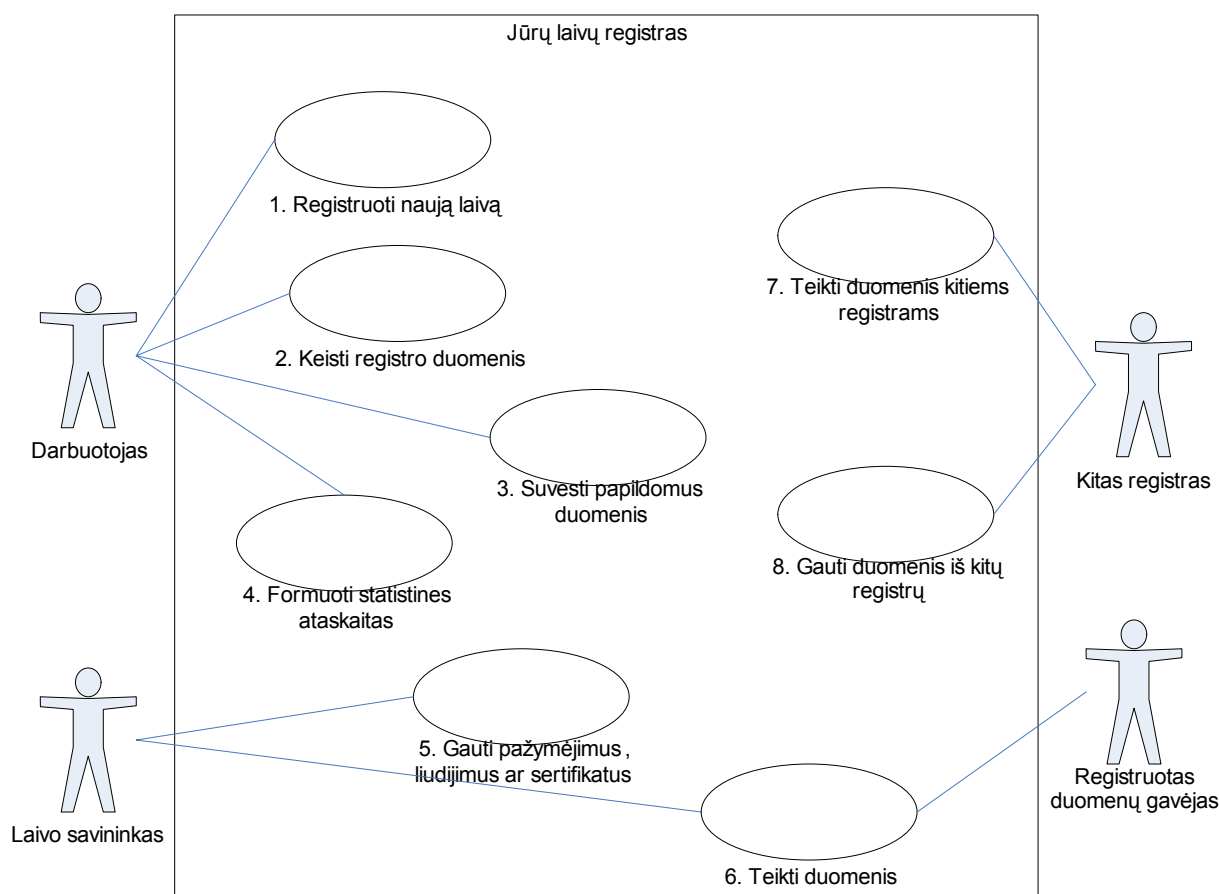 Jūrų laivų registras
1. Registruoti naują laivą
2. Keisti registro duomenis
3. Suvesti papildomus
duomenis
4. Formuoti statistines
ataskaitas
5. Gauti pažymėjimus ,
liudijimus ar sertifikatus
6. Teikti duomenis
7. Teikti duomenis kitiems
registrams
8. Gauti duomenis iš kitų
registrų
Darbuotojas
Laivo savininkas
Kitas registras
Registruotas
duomenų gavėjas